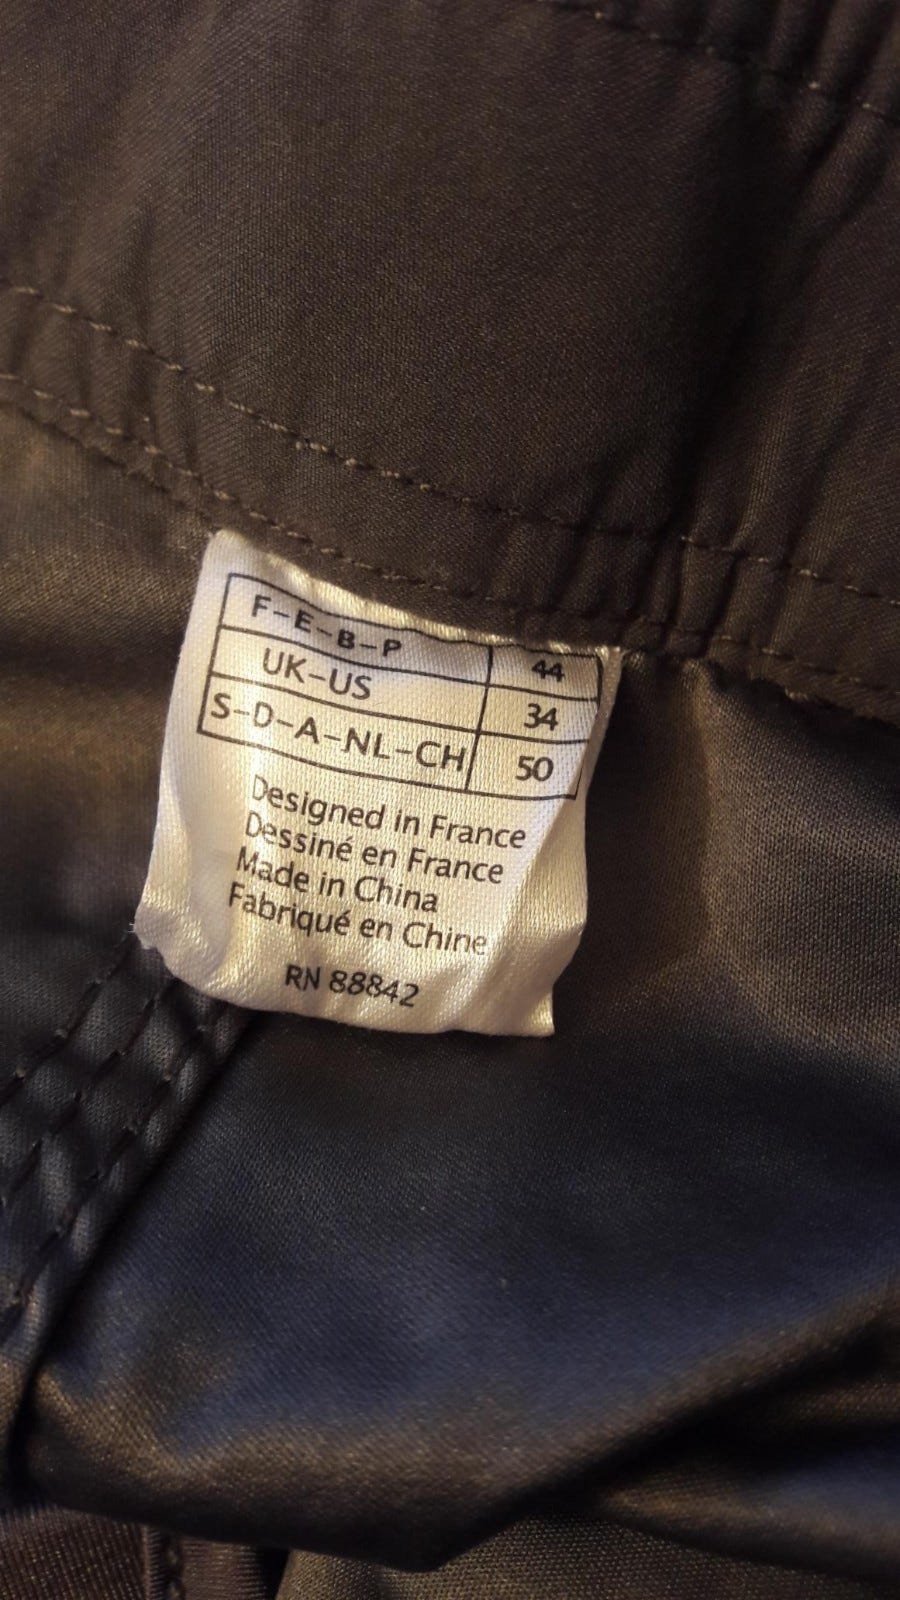 F-E-B-P 44
UK-US 34
S-D-A-NL-CH 50
Designed in France
Dessiné en France
Made in China
Fabriqué en Chine
RN 88842